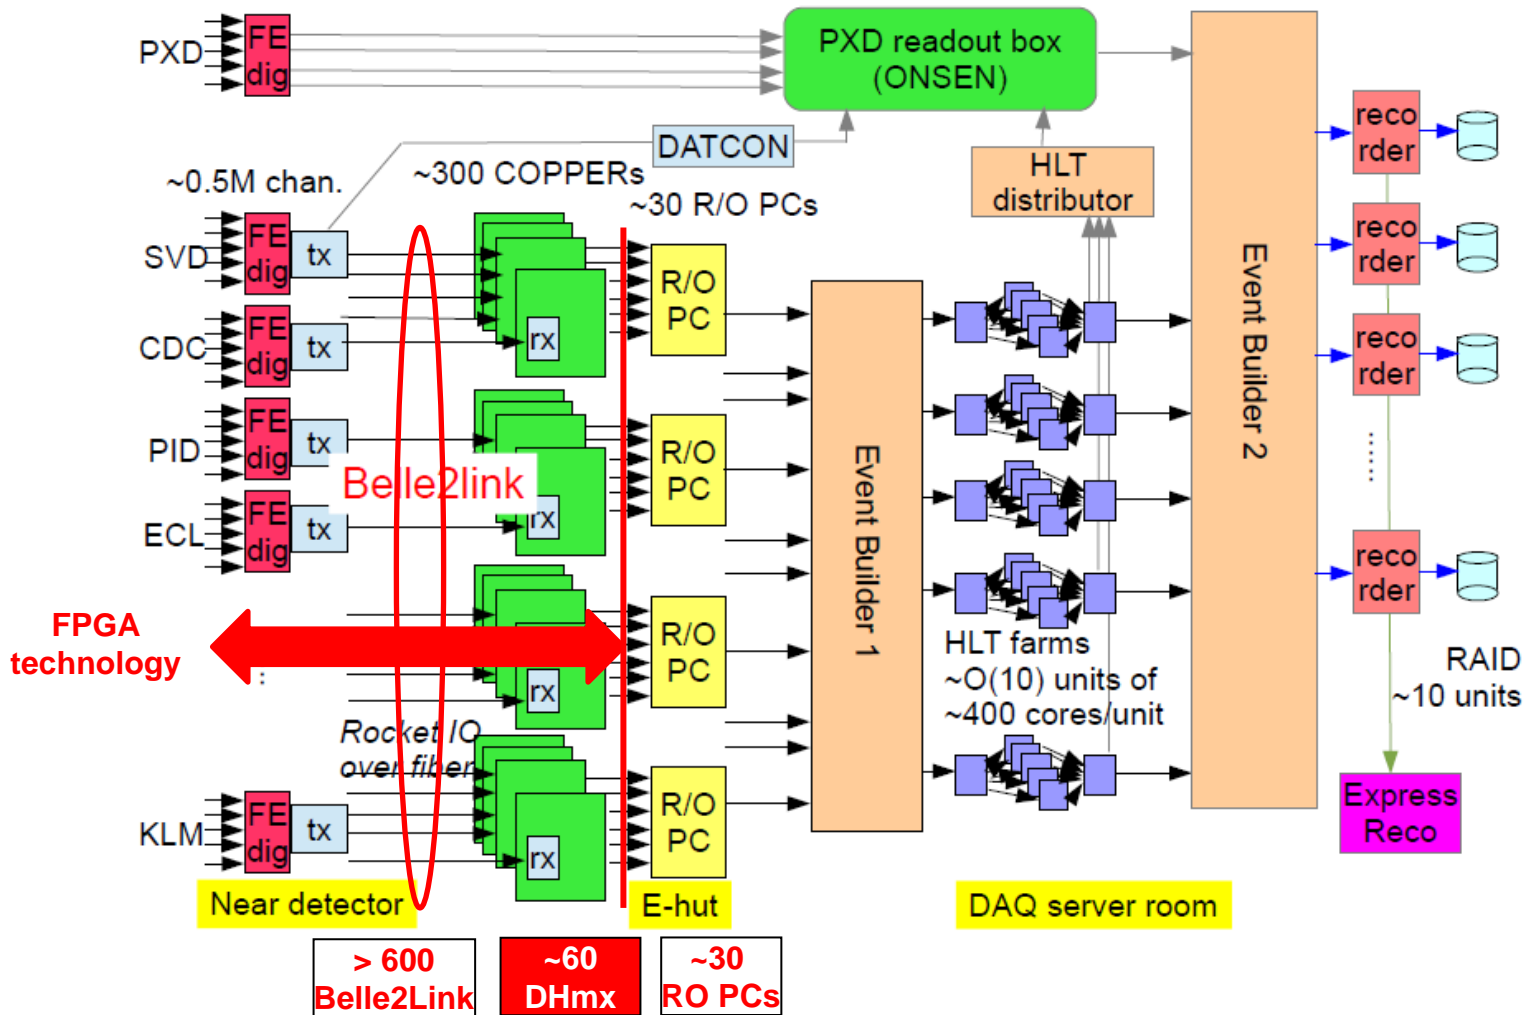 PXD
FE
dig
PXD readout box
(ONSEN)
DATCON
~300 COPPERs
~0.5M chan.
~30 R/O PCs
HLT
distributor
SVD
FE
dig
tx
CDC
FE
dig
tx
PID
FE
dig
tx
ECL
FE
dig
tx
Belle2link
rx
rx
rx
rx
R/O
PC
R/O
PC
R/O
PC
R/O
PC
Event Builder 1
Event Builder 2
HLT farms
~O(10) units of
~400 cores/unit
reco
rder
reco
rder
reco
rder
......
reco
rder
RAID
~10 units
Express
Reco
FPGA
technology
:
Rocket IO
over fiber
KLM
FE
dig
tx
Near detector
E-hut
DAQ server room
> 600
Belle2Link
~60
DHmx
~30
RO PCs